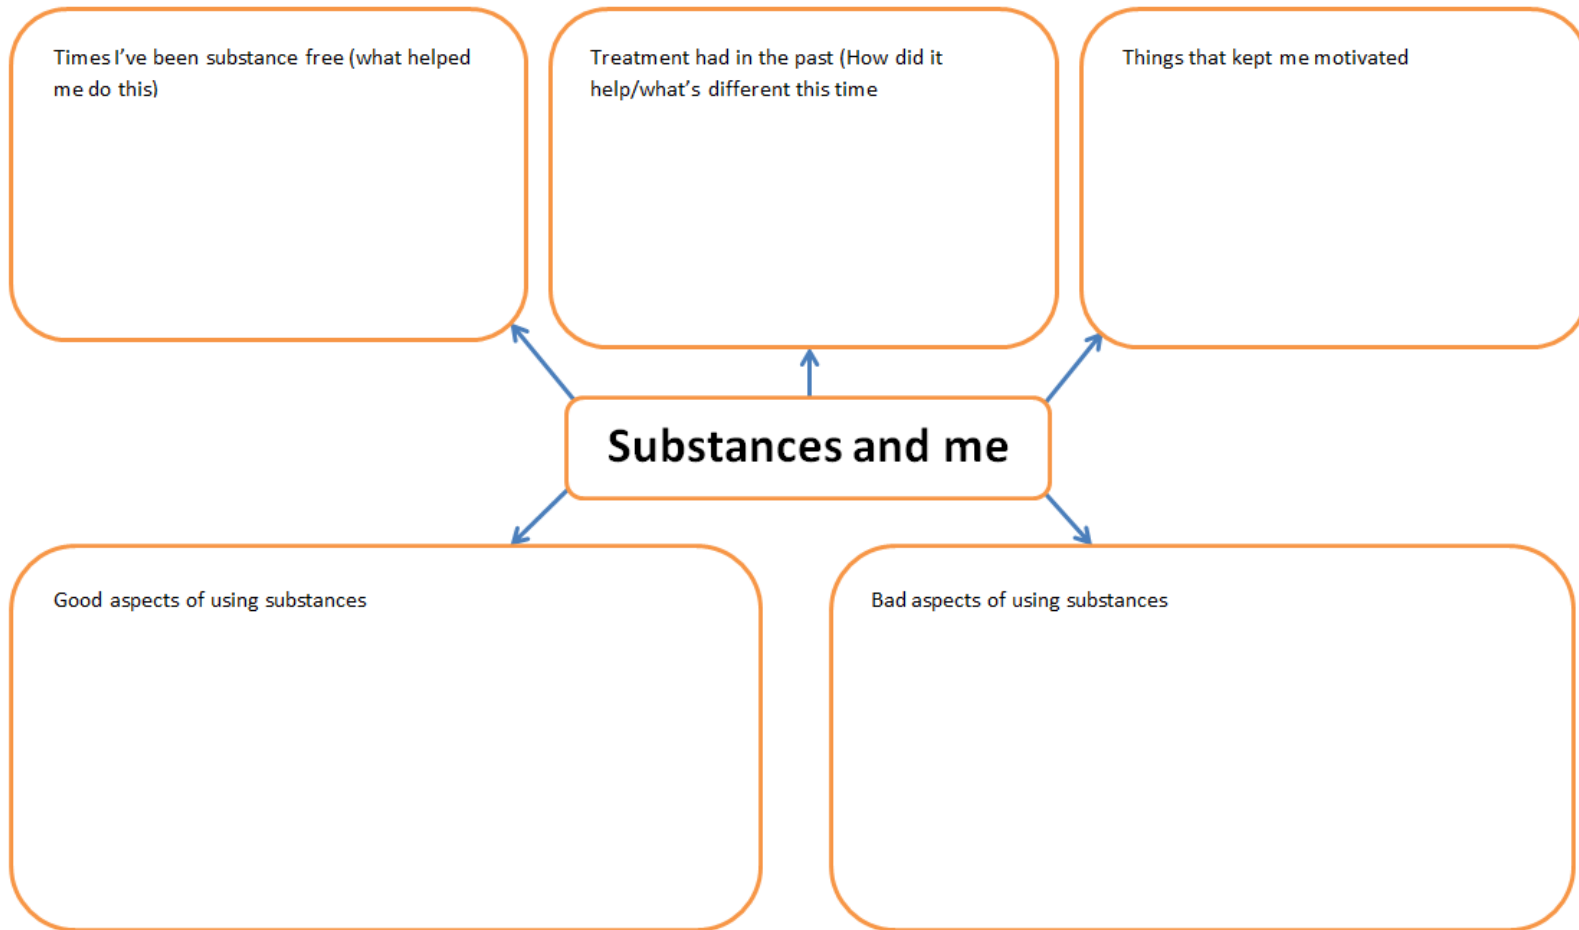 Times I've been substance free (what helped
me do this)
Treatment had in the past (How did it
help/what's different this time
Things that kept me motivated
Substances and me
Good aspects of using substances
Bad aspects of using substances